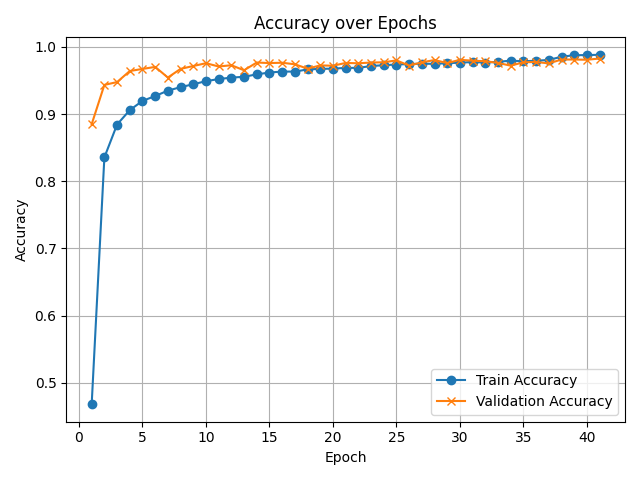 Accuracy over Epochs
1.0
0.9
0.8
0.7
0.6
0.5
Accuracy
0 5 10 15 20 25 30 35 40
Epoch
Train Accuracy
Validation Accuracy